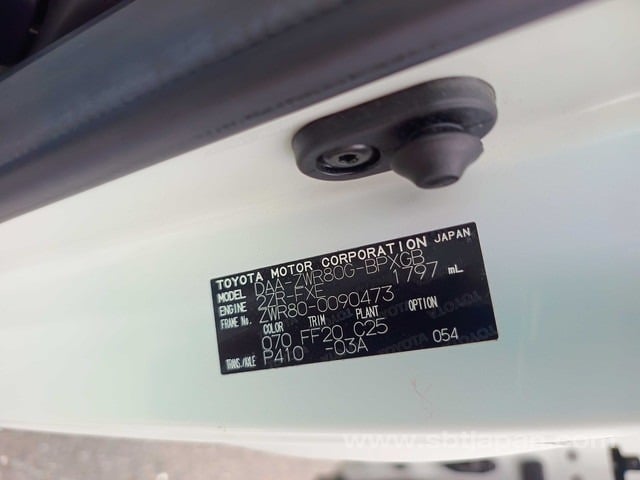 TOYOTA MOTOR CORPORATION JAPAN
MODEL DAA-ZWR80G-BPXGB
ENGINE 2ZR-FXE 1797 mL
FRAME No. ZWR80-0090473
COLOR TRIM PLANT OPTION
070 FF20 C25
TRANS./AXLE P410 -03A 054
www.sbtjapan.com